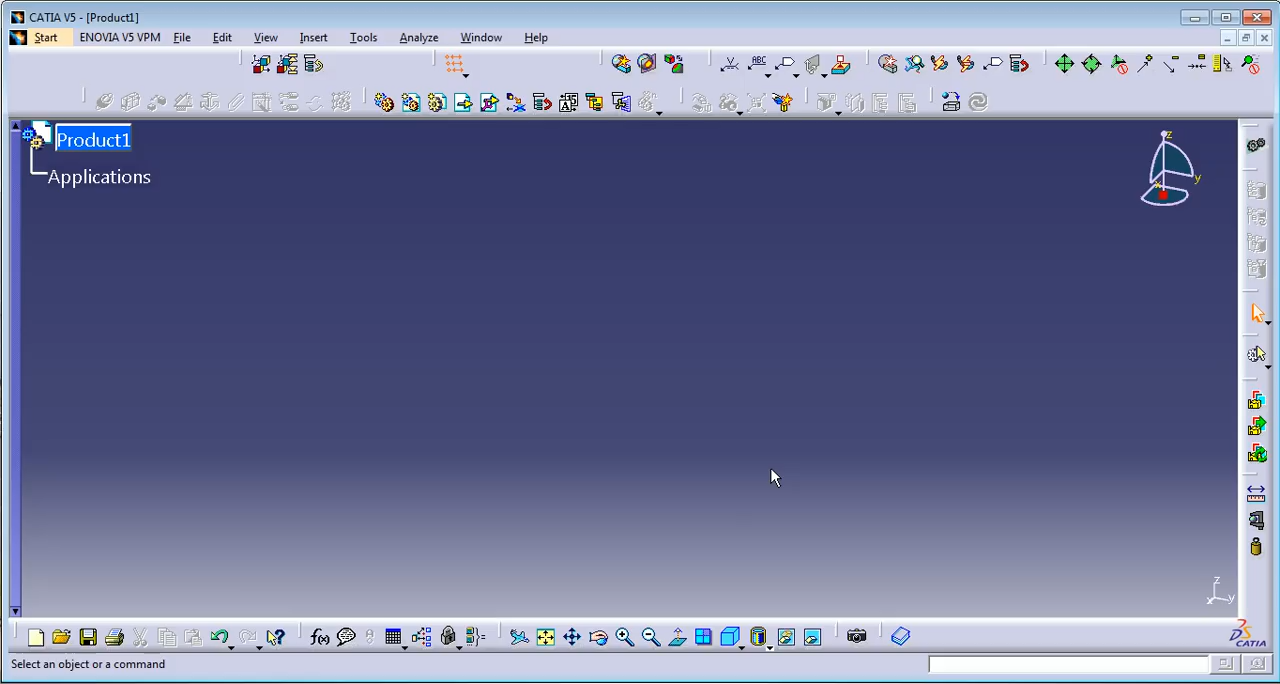 CATIA V5 - [Product1]
Start ENOVIA V5 VPM File Edit View Insert Tools Analyze Window Help
ABC
Product1
Applications
z
y
x
z
x y
f(x)
CATIA
Select an object or a command